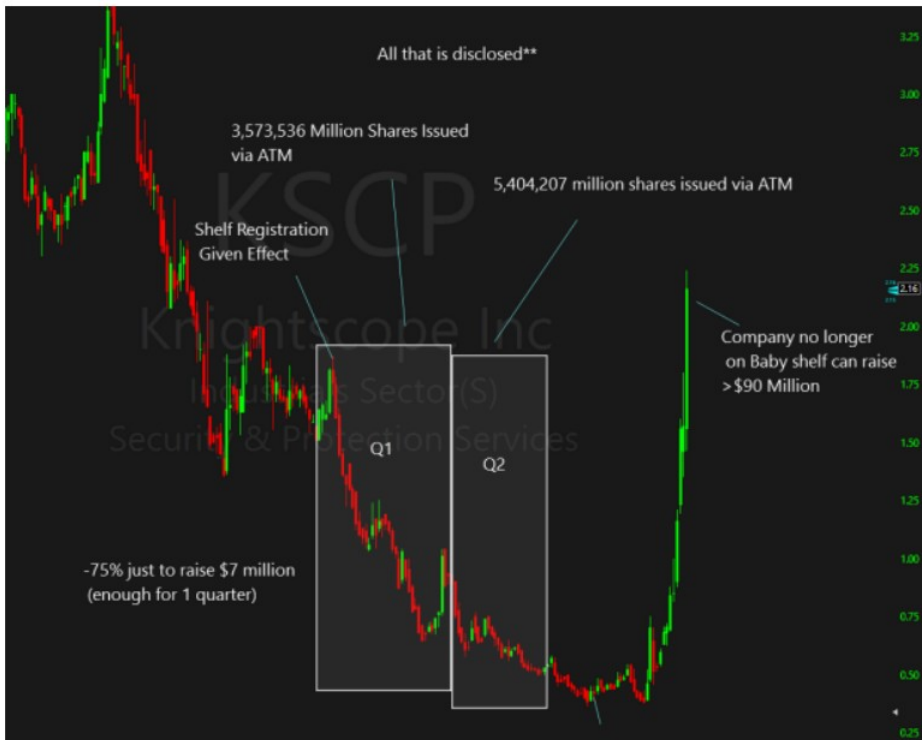 All that is disclosed**
3,573,536 Million Shares Issued
via ATM
5,404,207 million shares issued via ATM
Shelf Registration
Given Effect
KSCP
Knightscope Inc
Industrials Sector(S)
Security & Protection Services
Company no longer
on Baby shelf can raise
>$90 Million
Q1
Q2
-75% just to raise $7 million
(enough for 1 quarter)
3.25
3.00
2.75
2.50
2.25
2.16
2.00
1.75
1.50
1.25
1.00
0.75
0.50
0.25